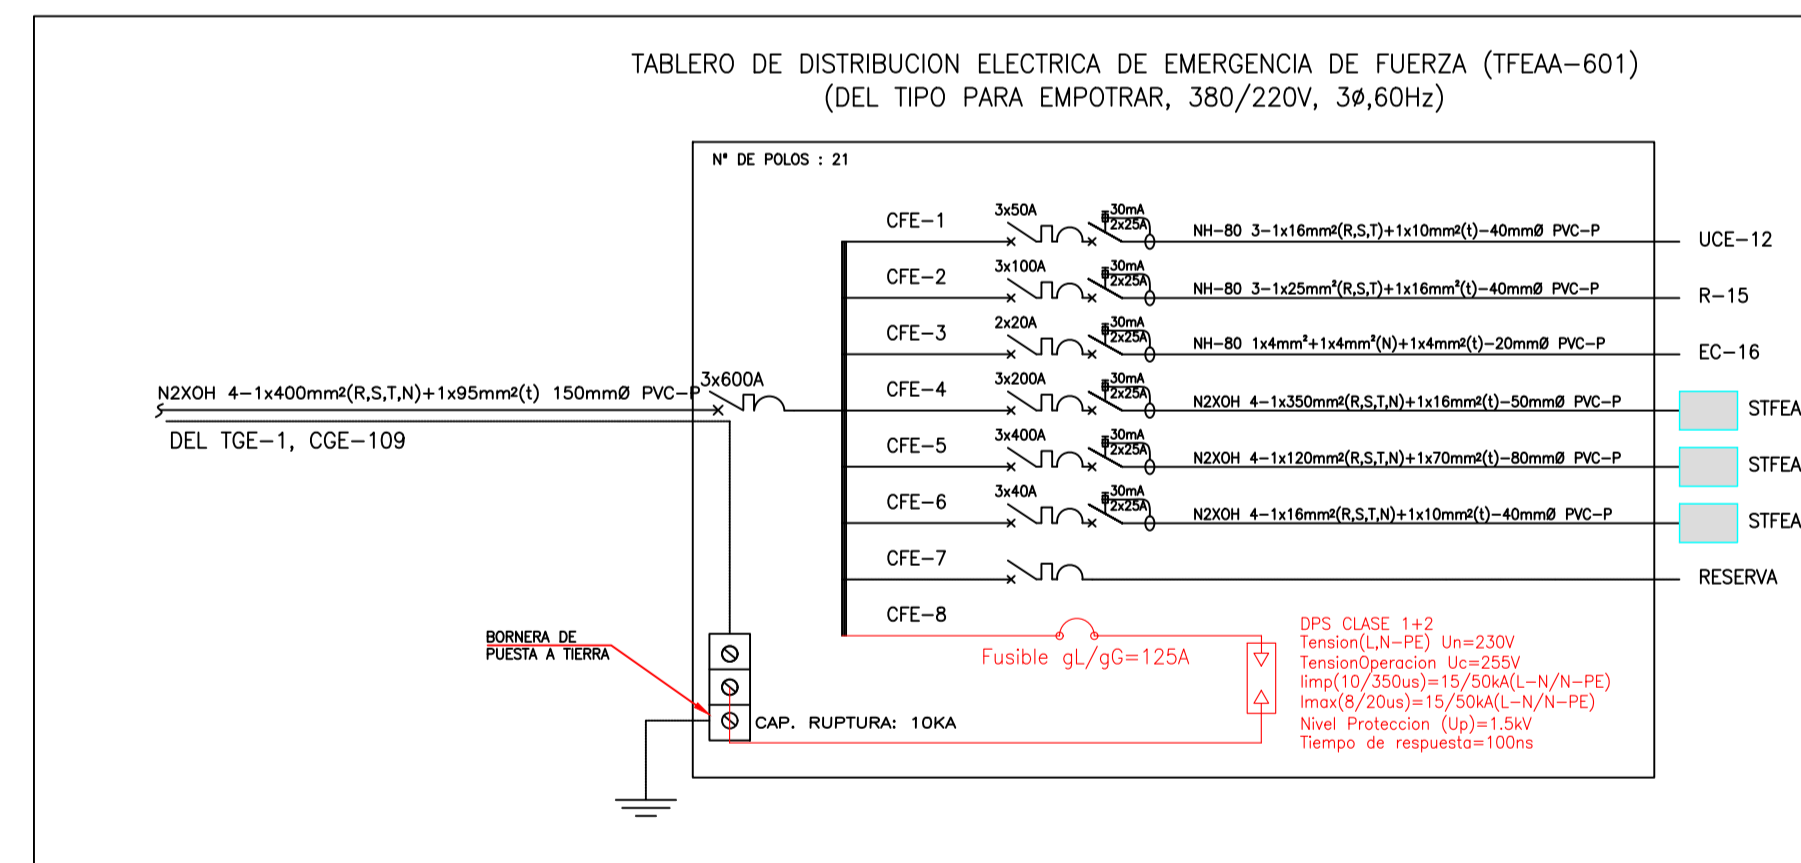 TABLERO DE DISTRIBUCION ELECTRICA DE EMERGENCIA DE FUERZA (TFEAA-601)
(DEL TIPO PARA EMPOTRAR, 380/220V, 3ø,60Hz)
N° DE POLOS : 21
CFE-1 3x50A 30mA 2x25A NH-80 3-1x16mm²(R,S,T)+1x10mm²(t)-40mmØ PVC-P UCE-12
CFE-2 3x100A 30mA 2x25A NH-80 3-1x25mm²(R,S,T)+1x16mm²(t)-40mmØ PVC-P R-15
CFE-3 2x20A 30mA 2x25A NH-80 1x4mm²+1x4mm²(N)+1x4mm²(t)-20mmØ PVC-P EC-16
N2XOH 4-1x400mm²(R,S,T,N)+1x95mm²(t) 150mmØ PVC-P 3x600A
DEL TGE-1, CGE-109
CFE-4 3x200A 30mA 2x25A N2XOH 4-1x350mm²(R,S,T,N)+1x16mm²(t)-50mmØ PVC-P STFEA
CFE-5 3x400A 30mA 2x25A N2XOH 4-1x120mm²(R,S,T,N)+1x70mm²(t)-80mmØ PVC-P STFEA
CFE-6 3x40A 30mA 2x25A N2XOH 4-1x16mm²(R,S,T,N)+1x10mm²(t)-40mmØ PVC-P STFEA
CFE-7 RESERVA
CFE-8
BORNERA DE
PUESTA A TIERRA
CAP. RUPTURA: 10KA
Fusible gL/gG=125A
DPS CLASE 1+2
Tension(L,N-PE) Un=230V
TensionOperacion Uc=255V
Iimp(10/350us)=15/50kA(L-N/N-PE)
Imax(8/20us)=15/50kA(L-N/N-PE)
Nivel Proteccion (Up)=1.5kV
Tiempo de respuesta=100ns